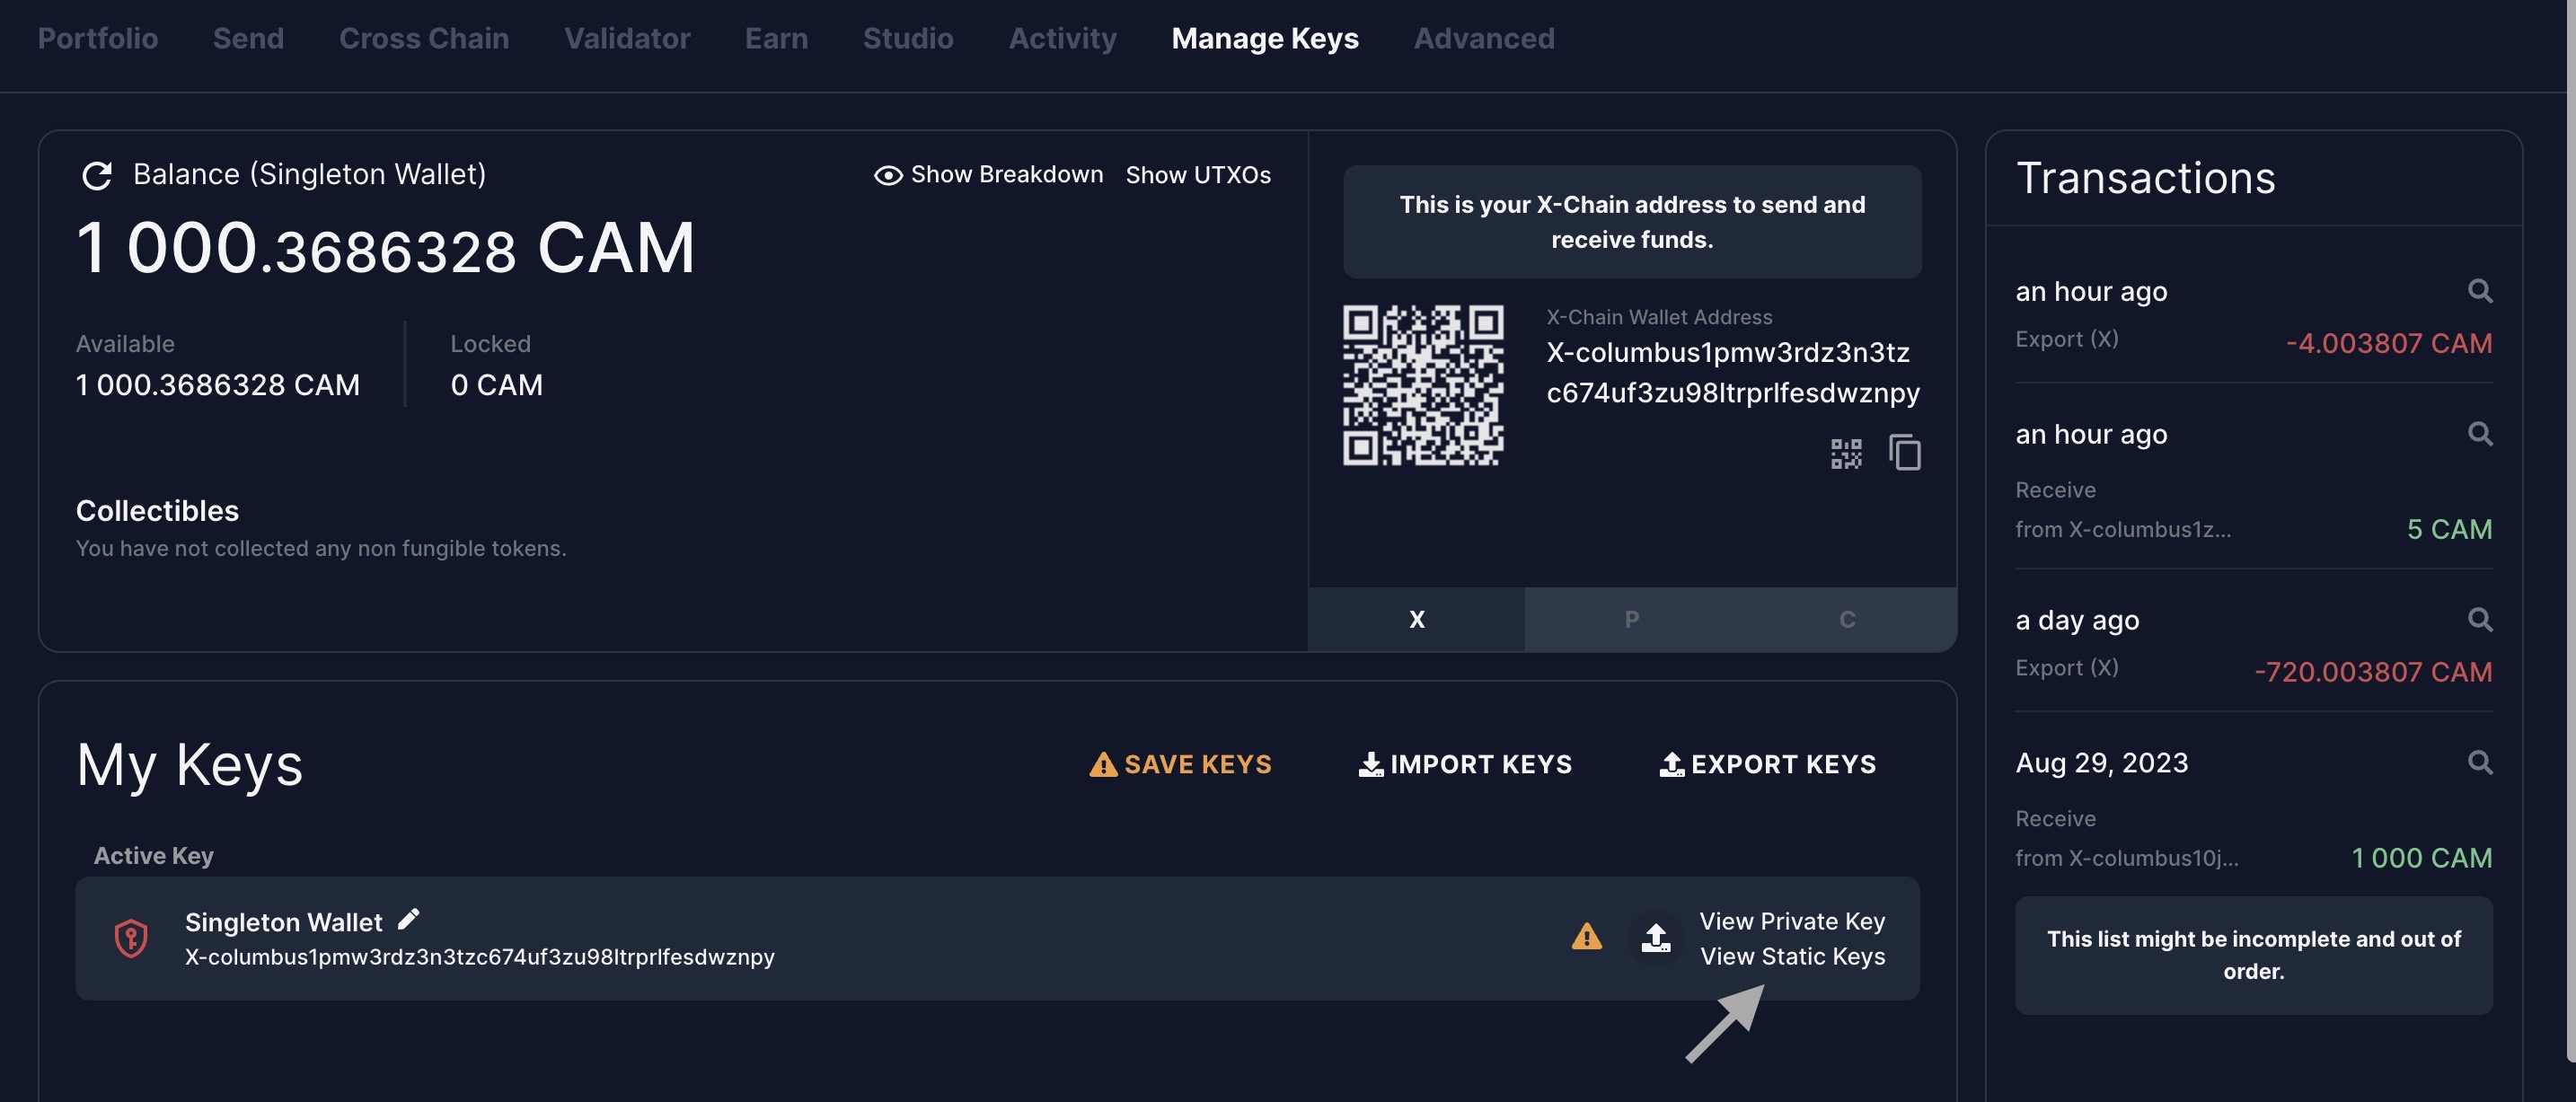 Portfolio Send Cross Chain Validator Earn Studio Activity Manage Keys Advanced
Balance (Singleton Wallet)
Show Breakdown Show UTXOs
1 000.3686328 CAM
Available
1 000.3686328 CAM
Locked
0 CAM
Collectibles
You have not collected any non fungible tokens.
This is your X-Chain address to send and
receive funds.
X-Chain Wallet Address
X-columbus1pmw3rdz3n3tz
c674uf3zu98ltrprlfesdwznpy
X P C
My Keys
SAVE KEYS IMPORT KEYS EXPORT KEYS
Active Key
Singleton Wallet
X-columbus1pmw3rdz3n3tzc674uf3zu98ltrprlfesdwznpy
View Private Key
View Static Keys
Transactions
an hour ago
Export (X) -4.003807 CAM
an hour ago
Receive
from X-columbus1z... 5 CAM
a day ago
Export (X) -720.003807 CAM
Aug 29, 2023
Receive
from X-columbus10j... 1 000 CAM
This list might be incomplete and out of
order.